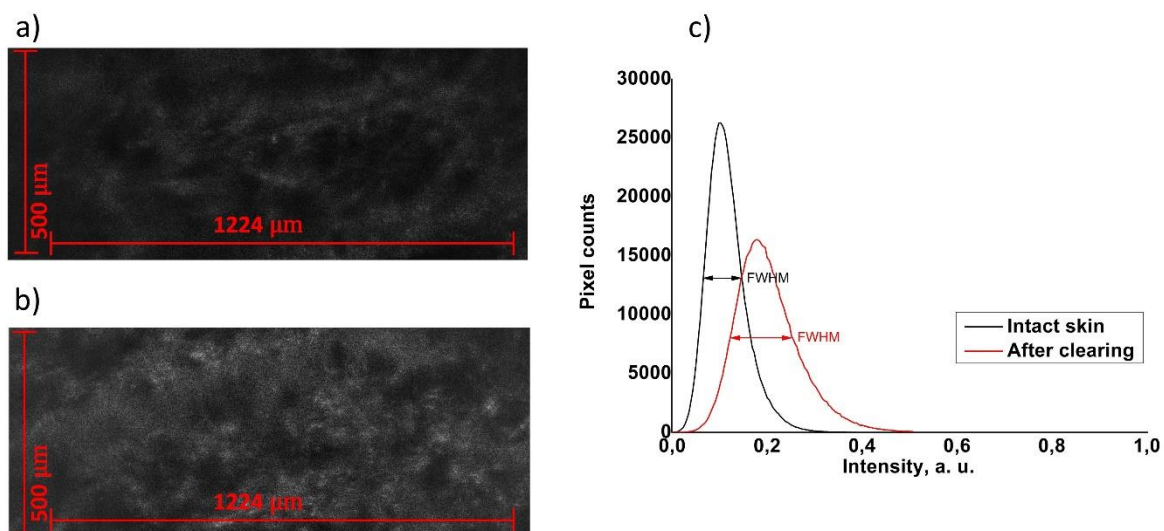 a)
500 µm
1224 µm
b)
500 µm
1224 µm
c)
30000
25000
20000
15000
10000
5000
0
Pixel counts
FWHM
FWHM
Intact skin
After clearing
0,0 0,2 0,4 0,6 0,8 1,0
Intensity, a. u.